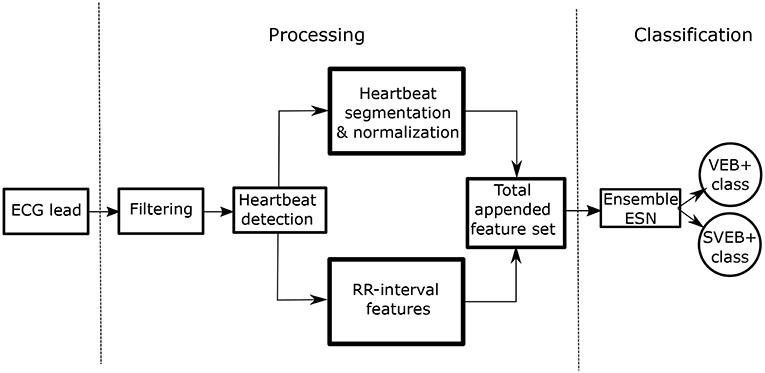 Processing
Classification
ECG lead
Filtering
Heartbeat
detection
Heartbeat
segmentation
& normalization
RR-interval
features
Total
appended
feature set
Ensemble
ESN
VEB+
class
SVEB+
class